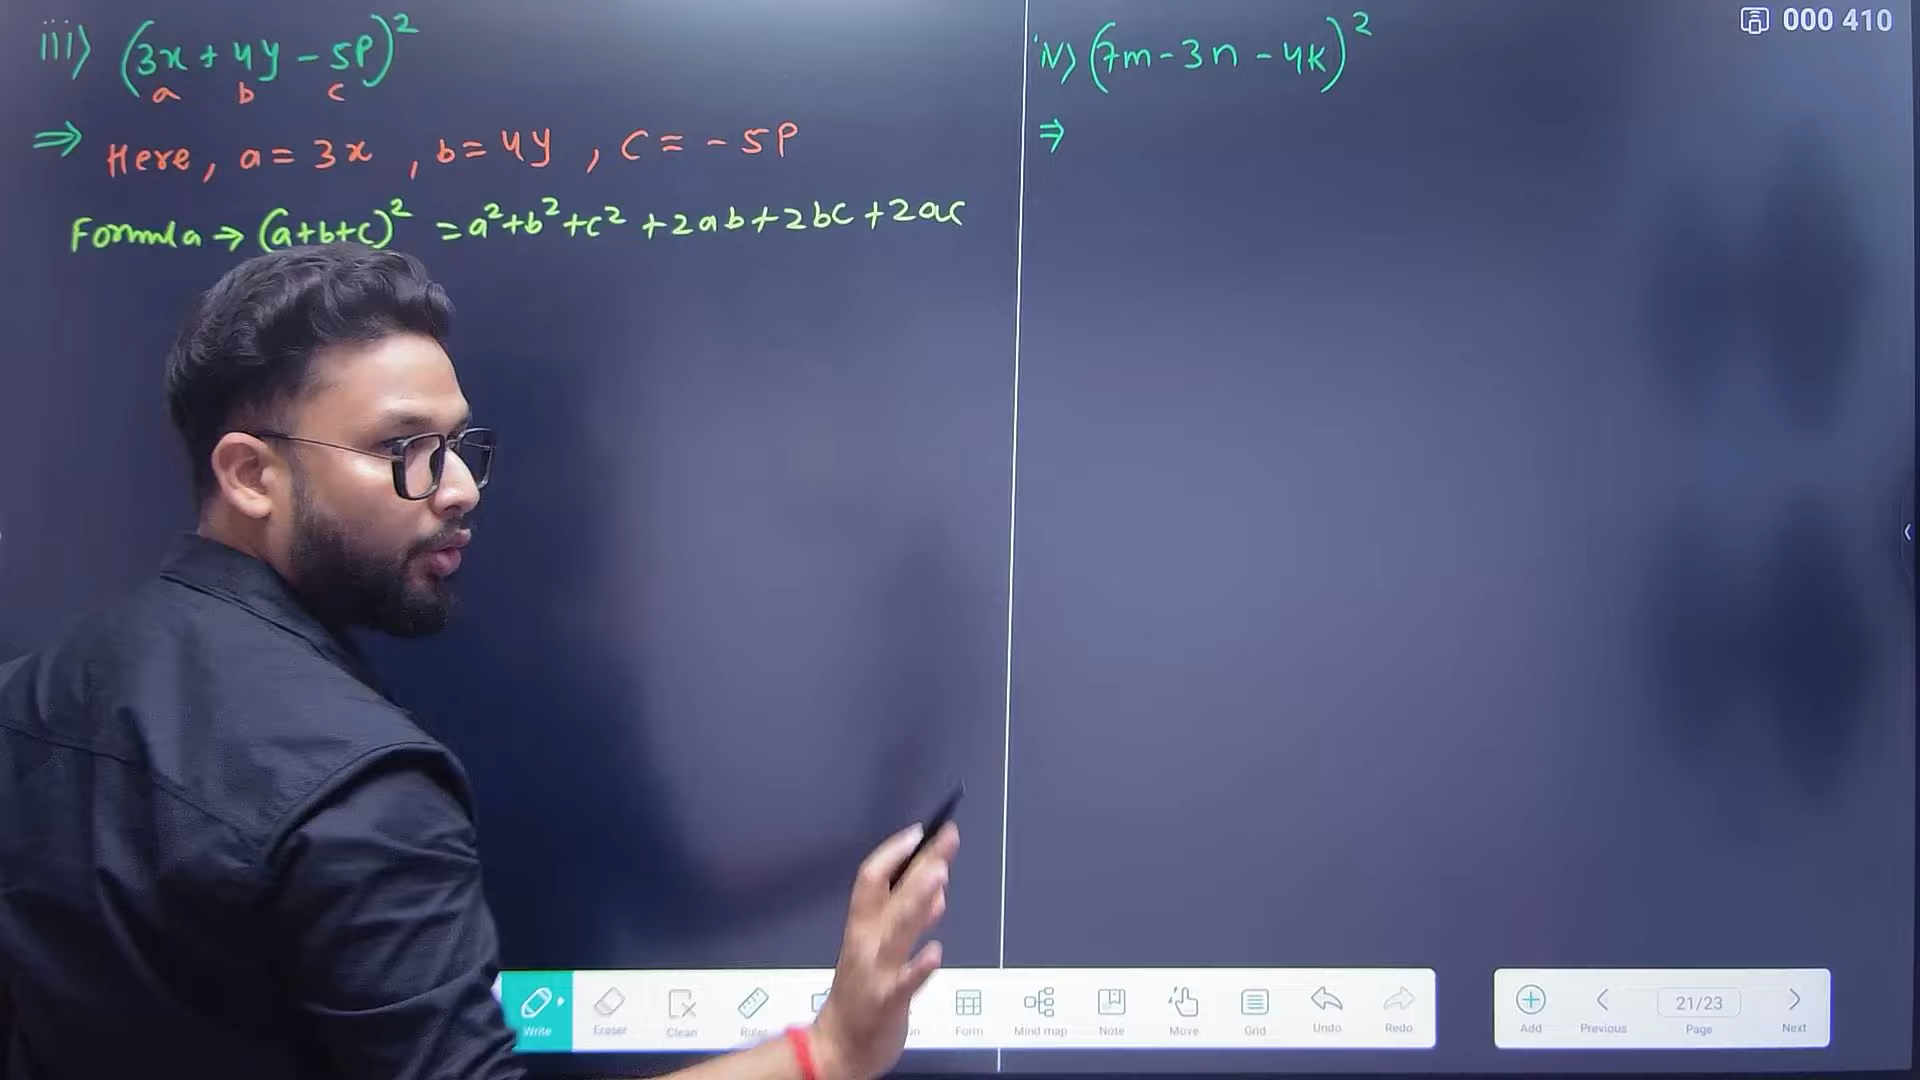 iii) (3x + 4y - 5P)²
a b c
⇒ Here, a = 3x , b = 4y , c = - 5P
Formula → (a+b+c)² = a²+b²+c² +2ab+2bc+2ac
iv) (7m - 3n - 4k)²
⇒
000 410
Write Eraser Clean Form Mind map Note Move Grid Undo Redo
21/23
Add Previous Page Next